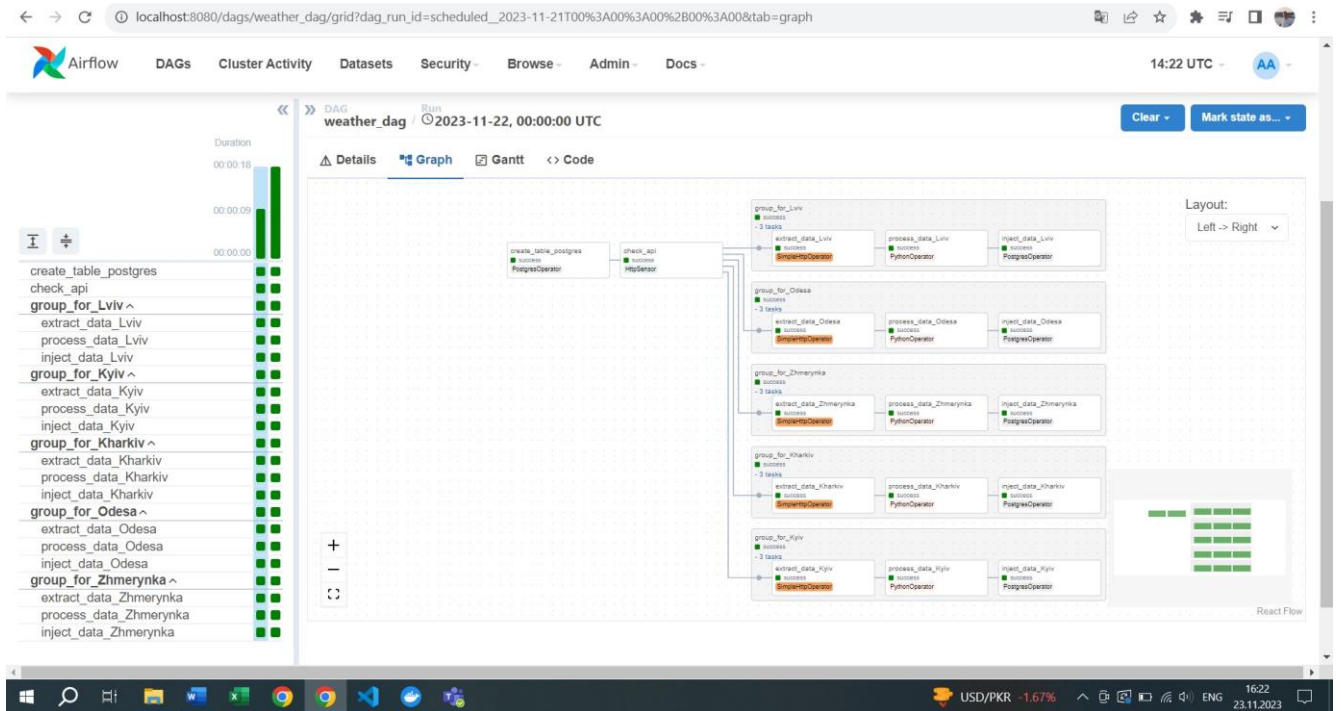 localhost:8080/dags/weather_dag/grid?dag_run_id=scheduled__2023-11-21T00%3A00%3A00%2B00%3A00&tab=graph
Airflow DAGs Cluster Activity Datasets Security Browse Admin Docs 14:22 UTC AA
DAG Run
weather_dag / 2023-11-22, 00:00:00 UTC
Clear Mark state as...
Details Graph Gantt <> Code
Duration
00:00:18
00:00:09
00:00:00
create_table_postgres
check_api
group_for_Lviv
extract_data_Lviv
process_data_Lviv
inject_data_Lviv
group_for_Kyiv
extract_data_Kyiv
process_data_Kyiv
inject_data_Kyiv
group_for_Kharkiv
extract_data_Kharkiv
process_data_Kharkiv
inject_data_Kharkiv
group_for_Odesa
extract_data_Odesa
process_data_Odesa
inject_data_Odesa
group_for_Zhmerynka
extract_data_Zhmerynka
process_data_Zhmerynka
inject_data_Zhmerynka
Layout:
Left -> Right
create_table_postgres
success
PostgresOperator
check_api
success
HttpSensor
group_for_Lviv
success
- 3 tasks
extract_data_Lviv process_data_Lviv inject_data_Lviv
success success success
SimpleHttpOperator PythonOperator PostgresOperator
group_for_Odesa
success
- 3 tasks
extract_data_Odesa process_data_Odesa inject_data_Odesa
success success success
SimpleHttpOperator PythonOperator PostgresOperator
group_for_Zhmerynka
success
- 3 tasks
extract_data_Zhmerynka process_data_Zhmerynka inject_data_Zhmerynka
success success success
SimpleHttpOperator PythonOperator PostgresOperator
group_for_Kharkiv
success
- 3 tasks
extract_data_Kharkiv process_data_Kharkiv inject_data_Kharkiv
success success success
SimpleHttpOperator PythonOperator PostgresOperator
group_for_Kyiv
success
- 3 tasks
extract_data_Kyiv process_data_Kyiv inject_data_Kyiv
success success success
SimpleHttpOperator PythonOperator PostgresOperator
React Flow
USD/PKR -1.67% ENG 16:22
23.11.2023